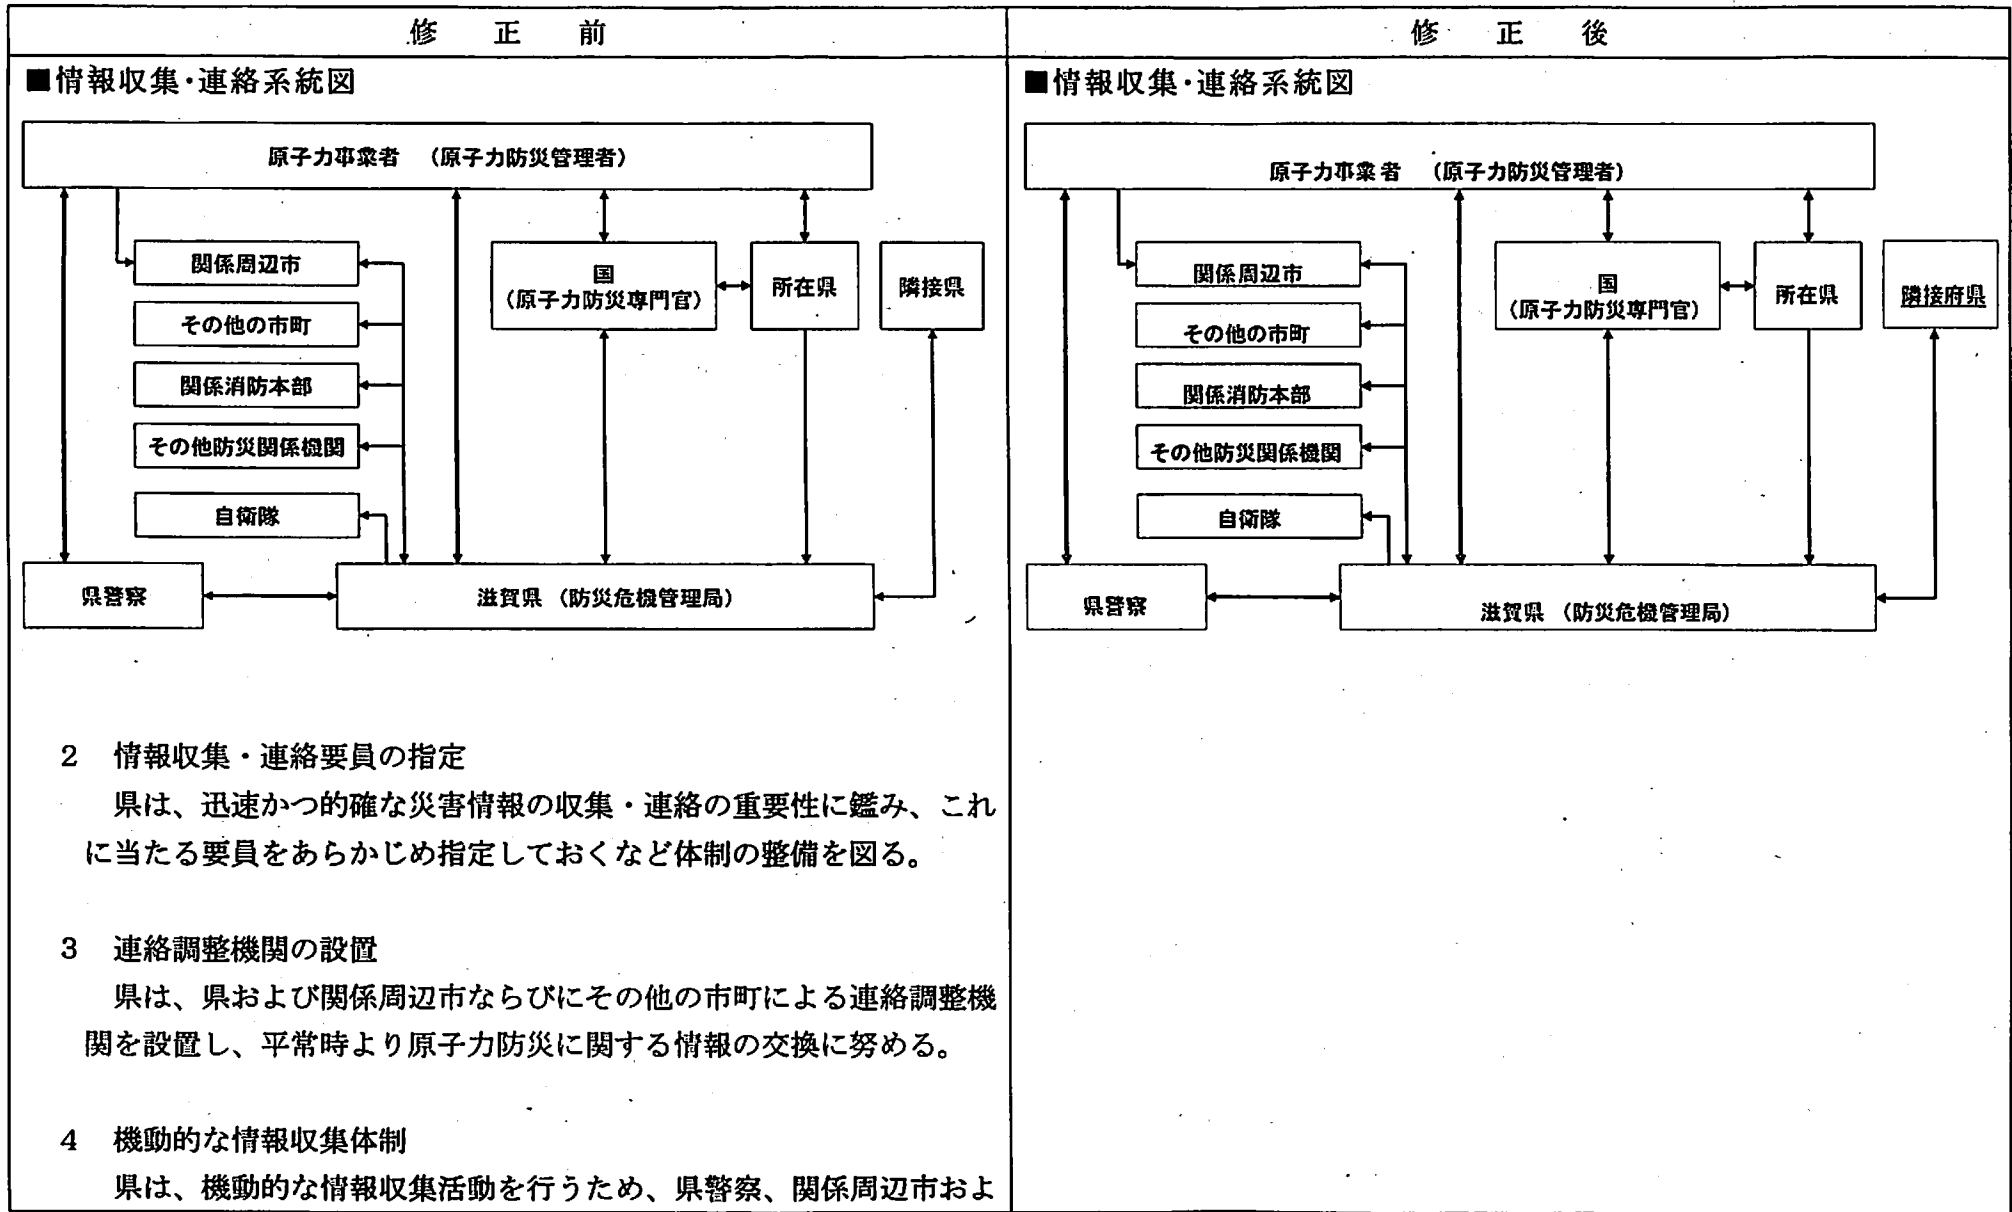 修正前
■情報収集・連絡系統図
原子力事業者 （原子力防災管理者）
関係周辺市
国
（原子力防災専門官）
所在県
隣接県
その他の市町
関係消防本部
その他防災関係機関
自衛隊
県警察
滋賀県（防災危機管理局）
2 情報収集・連絡要員の指定
県は、迅速かつ的確な災害情報の収集・連絡の重要性に鑑み、これ
に当たる要員をあらかじめ指定しておくなど体制の整備を図る。
3 連絡調整機関の設置
県は、県および関係周辺市ならびにその他の市町による連絡調整機
関を設置し、平常時より原子力防災に関する情報の交換に努める。
4 機動的な情報収集体制
県は、機動的な情報収集活動を行うため、県警察、関係周辺市およ
修正後
■情報収集・連絡系統図
原子力事業者 （原子力防災管理者）
関係周辺市
国
（原子力防災専門官）
所在県
隣接府県
その他の市町
関係消防本部
その他防災関係機関
自衛隊
県警察
滋賀県（防災危機管理局）